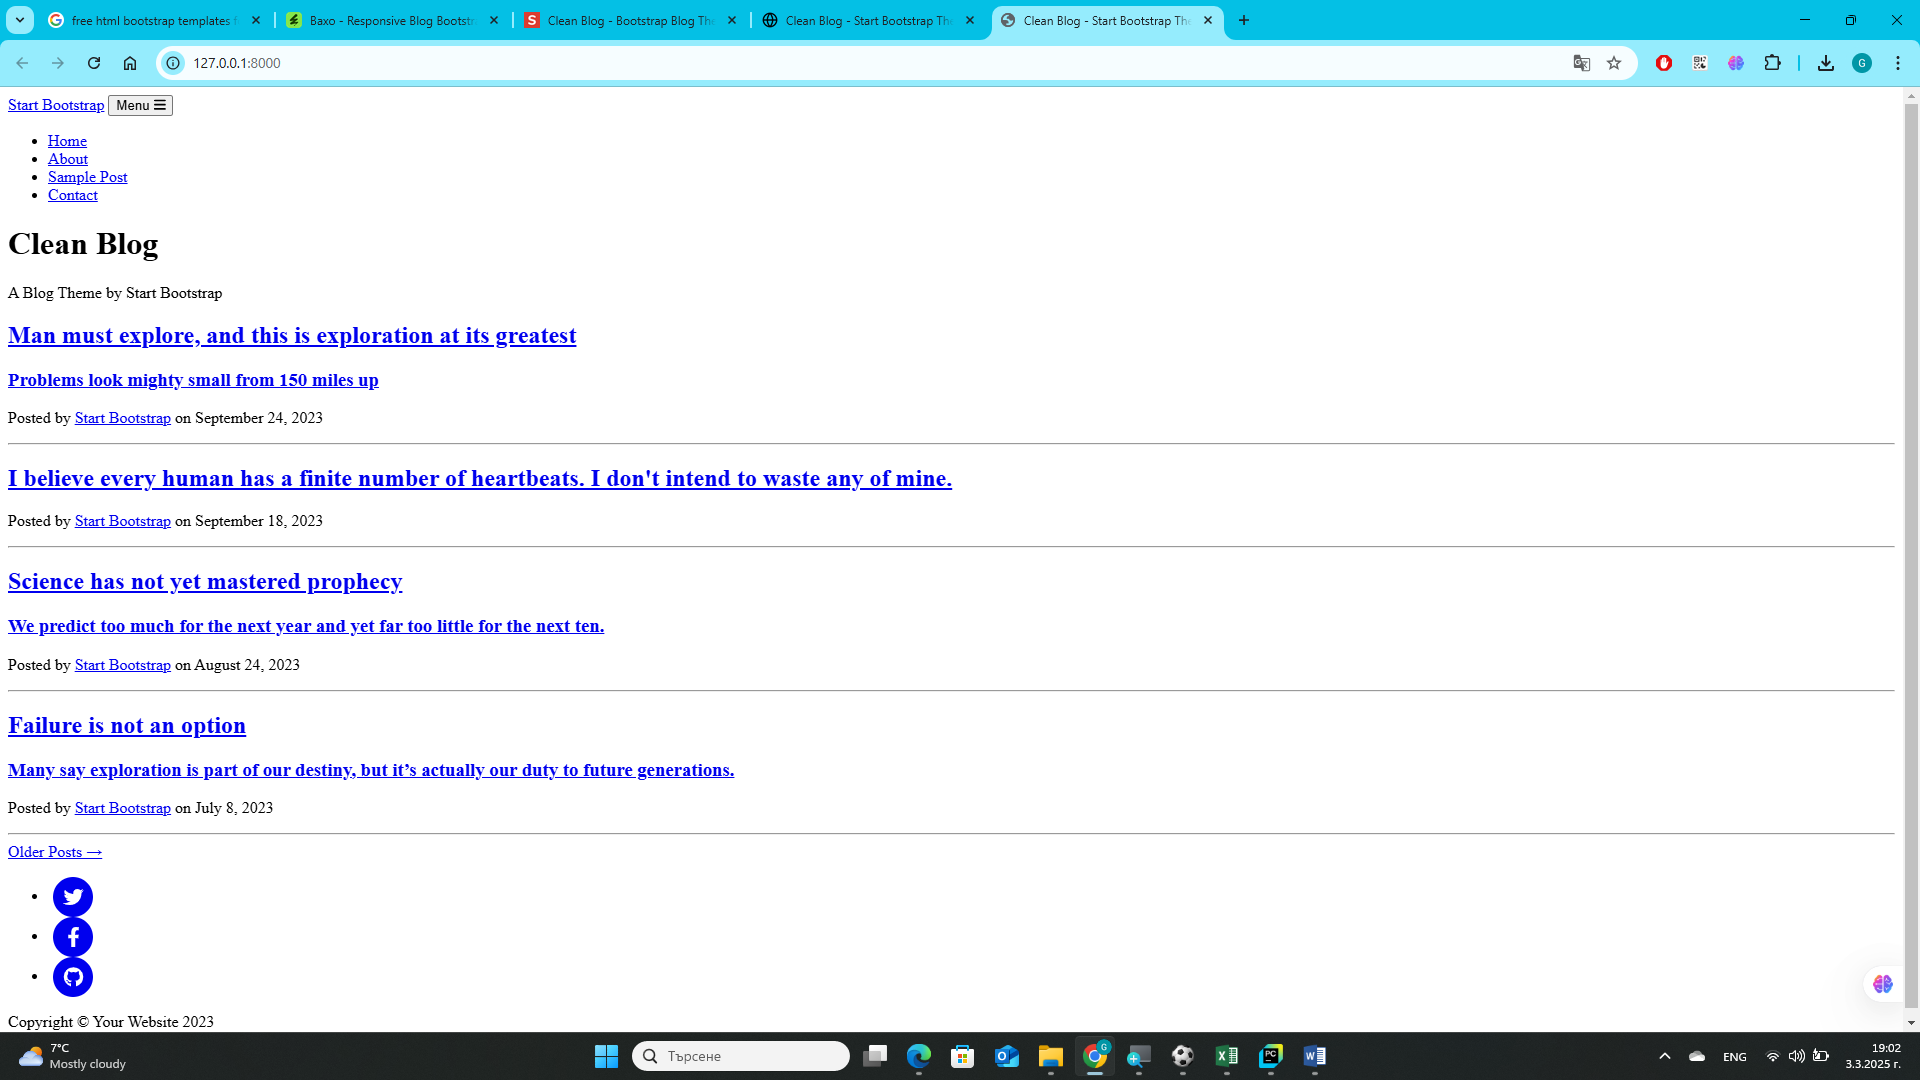 free html bootstrap templates f
Baxo - Responsive Blog Bootstr
Clean Blog - Bootstrap Blog The
Clean Blog - Start Bootstrap The
Clean Blog - Start Bootstrap The
127.0.0.1:8000
G
Start Bootstrap Menu
Home
About
Sample Post
Contact
Clean Blog
A Blog Theme by Start Bootstrap
Man must explore, and this is exploration at its greatest
Problems look mighty small from 150 miles up
Posted by Start Bootstrap on September 24, 2023
I believe every human has a finite number of heartbeats. I don't intend to waste any of mine.
Posted by Start Bootstrap on September 18, 2023
Science has not yet mastered prophecy
We predict too much for the next year and yet far too little for the next ten.
Posted by Start Bootstrap on August 24, 2023
Failure is not an option
Many say exploration is part of our destiny, but it’s actually our duty to future generations.
Posted by Start Bootstrap on July 8, 2023
Older Posts →
Copyright © Your Website 2023
7°C
Mostly cloudy
Търсене
ENG
19:02
3.3.2025 г.